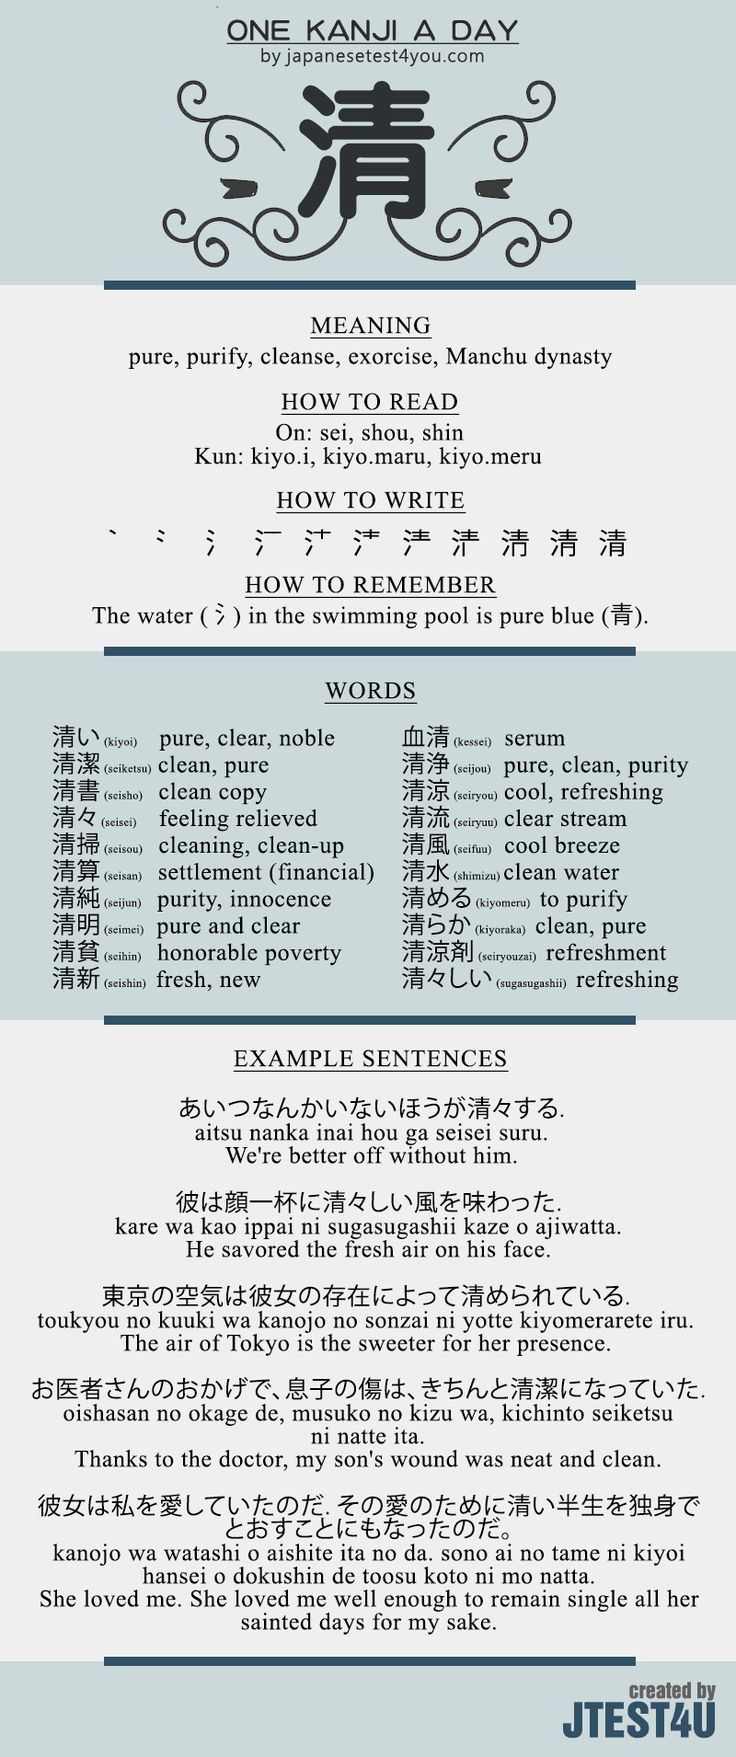 ONE KANJI A DAY
by japanesetest4you.com
清
MEANING
pure, purify, cleanse, exorcise, Manchu dynasty
HOW TO READ
On: sei, shou, shin
Kun: kiyo.i, kiyo.maru, kiyo.meru
HOW TO WRITE
清
HOW TO REMEMBER
The water (氵) in the swimming pool is pure blue (青).
WORDS
清い (kiyoi) pure, clear, noble
清潔 (seiketsu) clean, pure
清書 (seisho) clean copy
清々 (seisei) feeling relieved
清掃 (seisou) cleaning, clean-up
清算 (seisan) settlement (financial)
清純 (seijun) purity, innocence
清明 (seimei) pure and clear
清貧 (seihin) honorable poverty
清新 (seishin) fresh, new
血清 (kessei) serum
清浄 (seijou) pure, clean, purity
清涼 (seiryou) cool, refreshing
清流 (seiryuu) clear stream
清風 (seifuu) cool breeze
清水 (shimizu) clean water
清める (kiyomeru) to purify
清らか (kiyoraka) clean, pure
清涼剤 (seiryouzai) refreshment
清々しい (sugasugashii) refreshing
EXAMPLE SENTENCES
あいつなんかいないほうが清々する.
aitsu nanka inai hou ga seisei suru.
We're better off without him.
彼は顔一杯に清々しい風を味わった.
kare wa kao ippai ni sugasugashii kaze o ajiwatta.
He savored the fresh air on his face.
東京の空気は彼女の存在によって清められている.
toukyou no kuuki wa kanojo no sonzai ni yotte kiyomerarete iru.
The air of Tokyo is the sweeter for her presence.
お医者さんのおかげで、息子の傷は、きちんと清潔になっていた.
oishasan no okage de, musuko no kizu wa, kichinto seiketsu
ni natte ita.
Thanks to the doctor, my son's wound was neat and clean.
彼女は私を愛していたのだ. その愛のために清い半生を独身で
とおすことにもなったのだ。
kanojo wa watashi o aishite ita no da. sono ai no tame ni kiyoi
hansei o dokushin de toosu koto ni mo natta.
She loved me. She loved me well enough to remain single all her
sainted days for my sake.
created by
JTEST4U